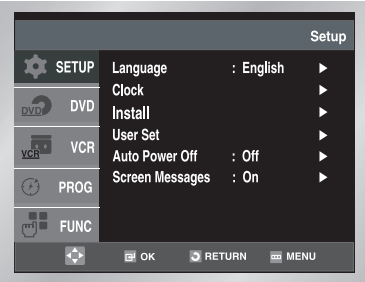 Setup
SETUP
DVD
DVD
VCR
VCR
PROG
FUNC
Language : English ►
Clock ►
Install ►
User Set ►
Auto Power Off : Off ►
Screen Messages : On ►
OK RETURN MENU